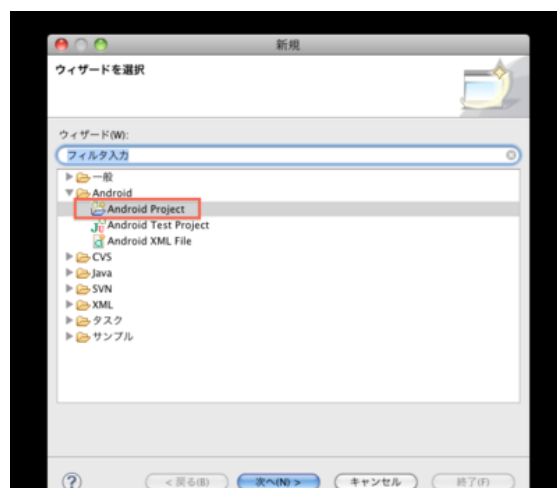 新規
ウィザードを選択
ウィザード(W):
フィルタ入力
一般
Android
Android Project
Android Test Project
Android XML File
CVS
Java
SVN
XML
タスク
サンプル
?
< 戻る(B)
次へ(N) >
キャンセル
終了(F)